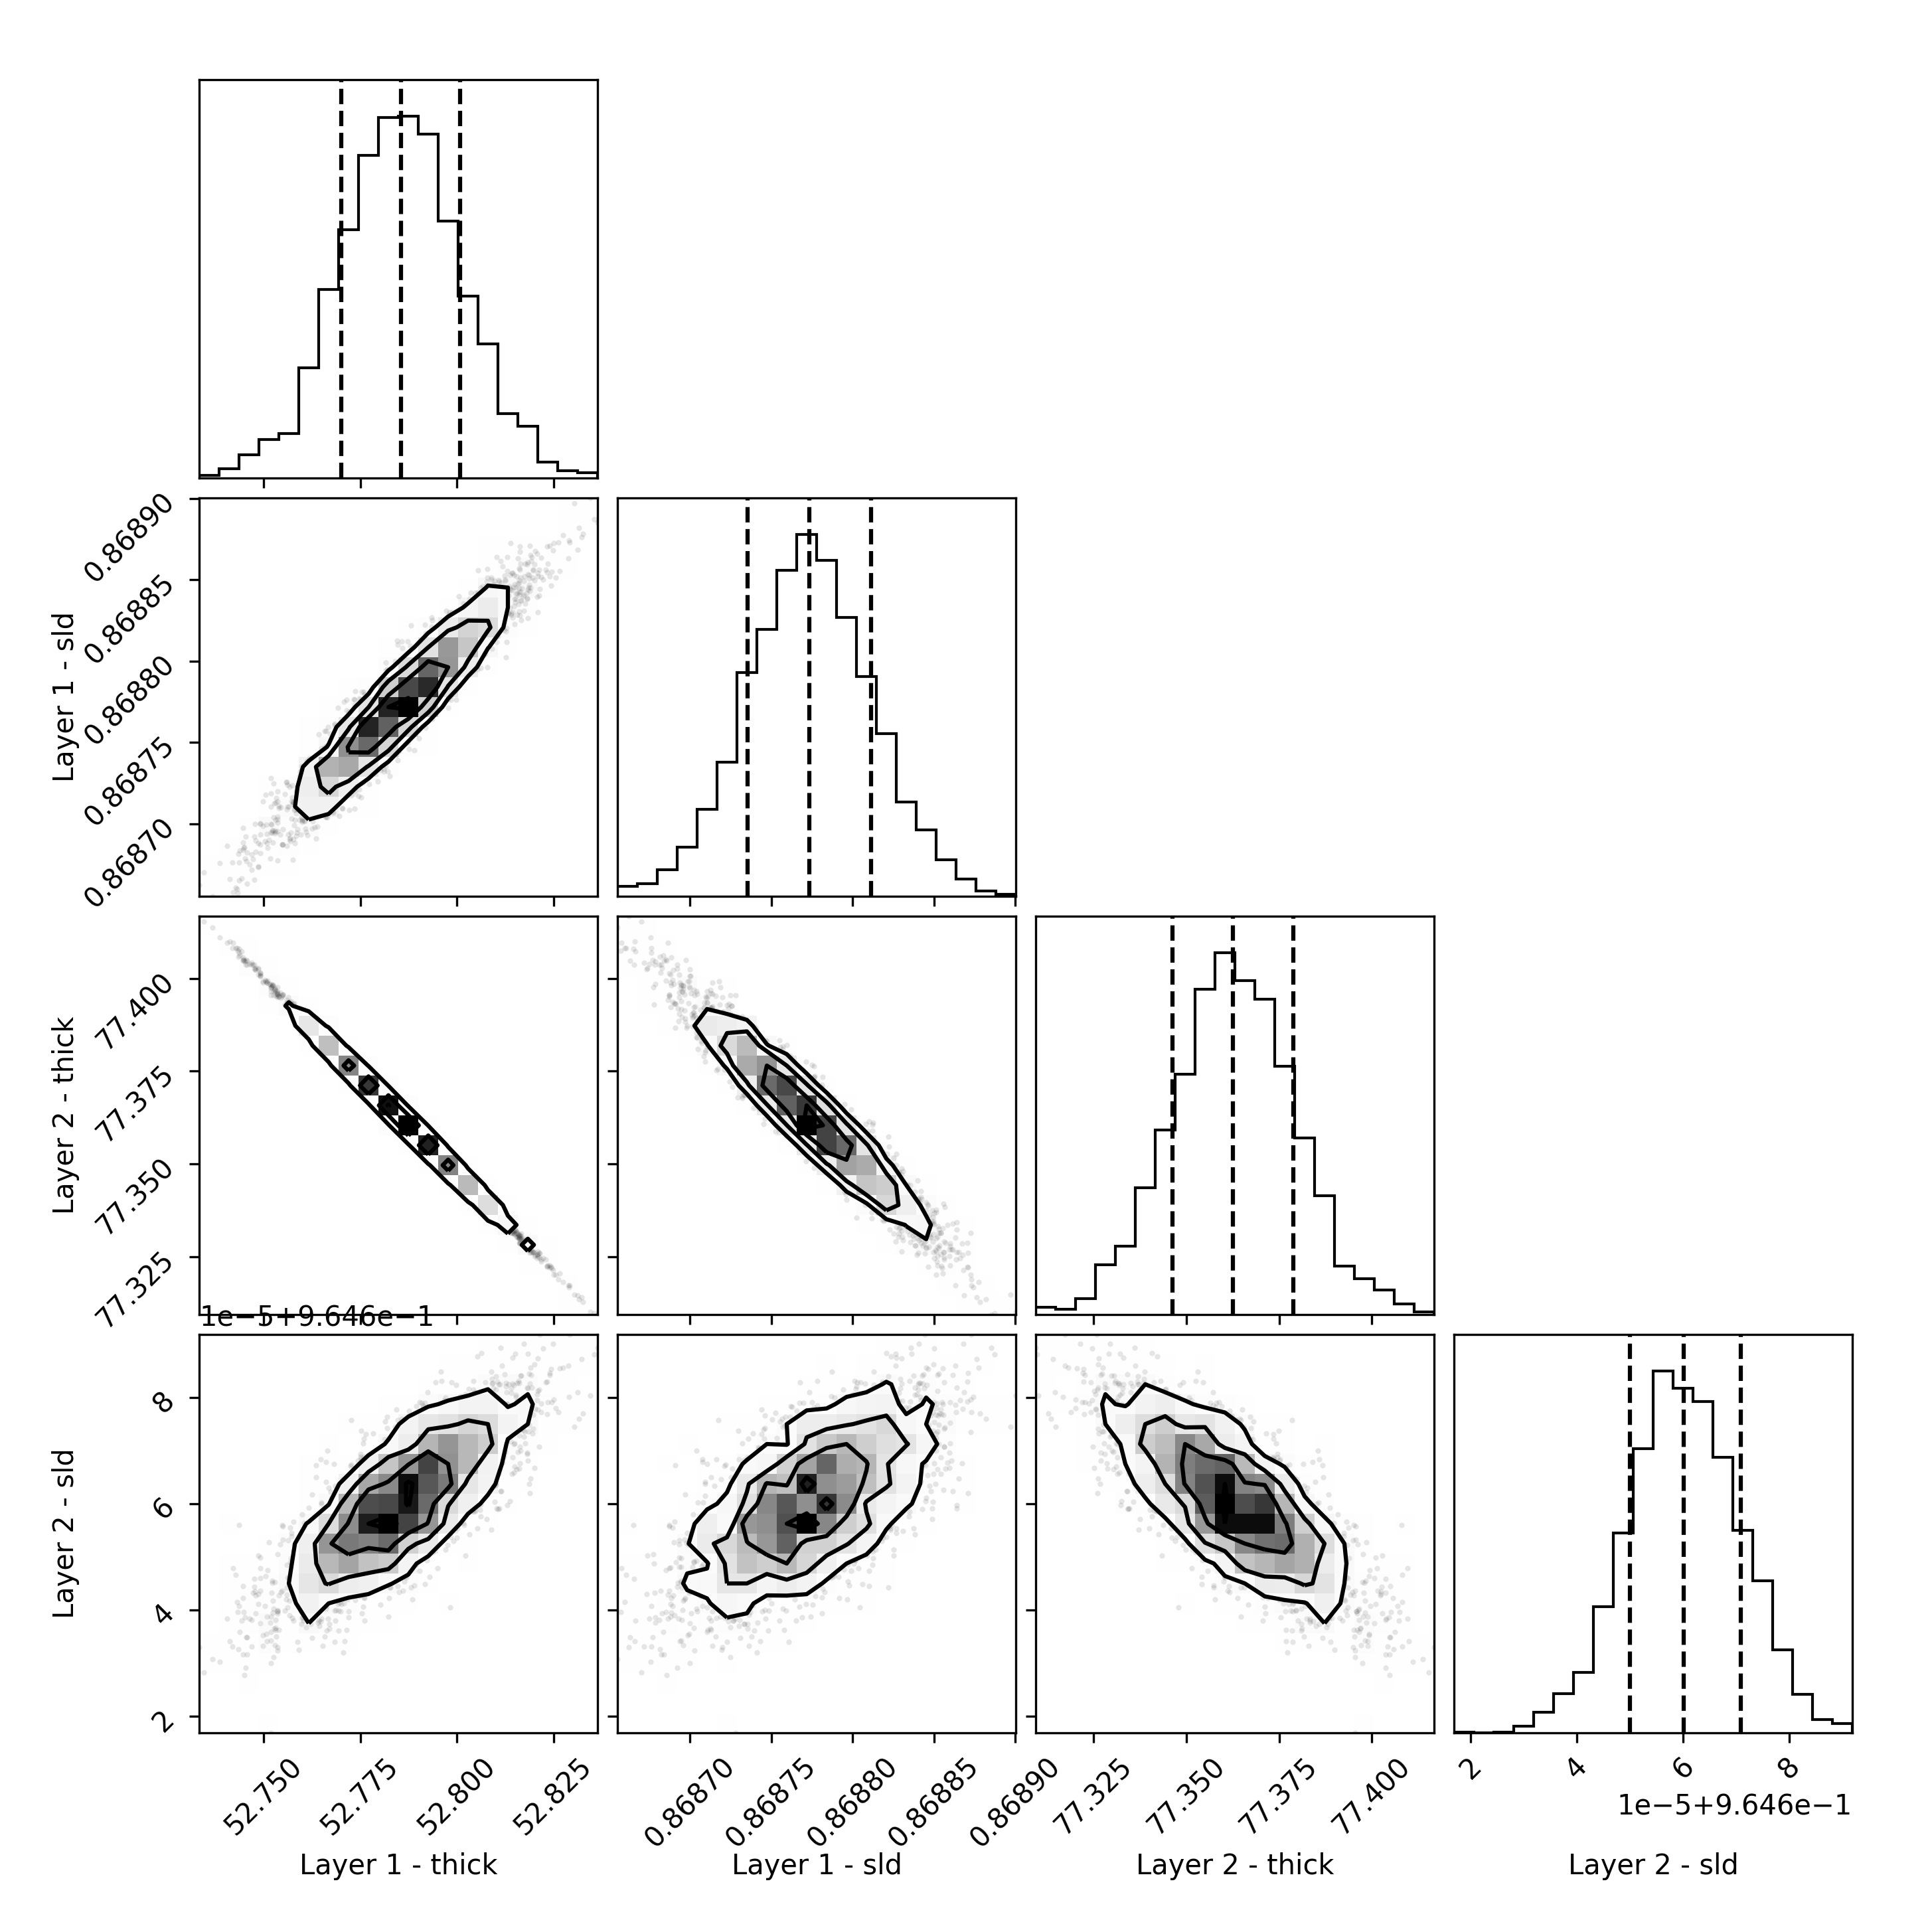 0.86890
0.86885
0.86880
0.86875
0.86870
Layer 1 - sld
77.400
77.375
77.350
77.325
Layer 2 - thick
1e−5+9.646e−1
8
6
4
2
Layer 2 - sld
52.750 52.775 52.800 52.825
0.86870 0.86875 0.86880 0.86885 0.86890
77.325 77.350 77.375 77.400
2 4 6 8
1e−5+9.646e−1
Layer 1 - thick Layer 1 - sld Layer 2 - thick Layer 2 - sld